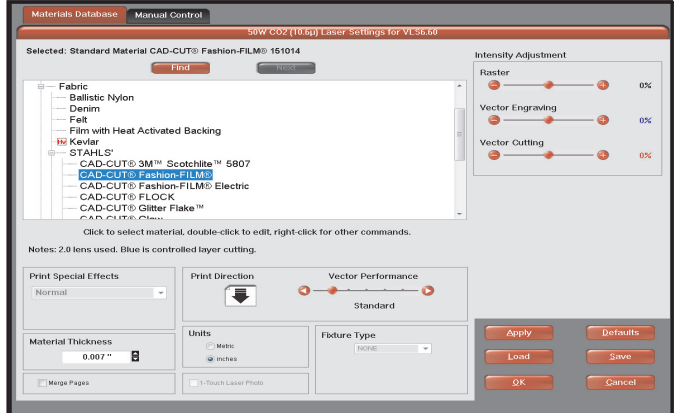 Materials Database Manual Control
50W CO2 (10.6µ) Laser Settings for VLS6.60
Selected: Standard Material CAD-CUT® Fashion-FILM® 151014
Find Next
Intensity Adjustment
Raster
0%
Vector Engraving
0%
Vector Cutting
0%
Fabric
Ballistic Nylon
Denim
Felt
Film with Heat Activated Backing
Kevlar
STAHLS'
CAD-CUT® 3M™ Scotchlite™ 5807
CAD-CUT® Fashion-FILM®
CAD-CUT® Fashion-FILM® Electric
CAD-CUT® FLOCK
CAD-CUT® Glitter Flake™
CAD-CUT® Glow
Click to select material, double-click to edit, right-click for other commands.
Notes: 2.0 lens used. Blue is controlled layer cutting.
Print Special Effects
Normal
Print Direction
Vector Performance
Standard
Material Thickness
0.007 "
Units
Metric
inches
Fixture Type
NONE
Merge Pages
1-Touch Laser Photo
Apply Defaults
Load Save
OK Cancel